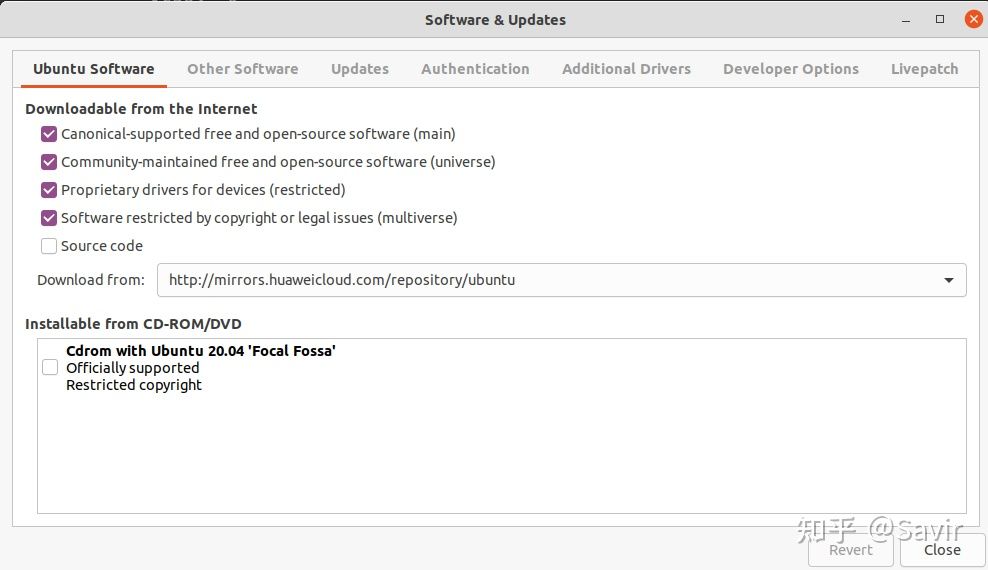 Software & Updates
Ubuntu Software Other Software Updates Authentication Additional Drivers Developer Options Livepatch
Downloadable from the Internet
Canonical-supported free and open-source software (main)
Community-maintained free and open-source software (universe)
Proprietary drivers for devices (restricted)
Software restricted by copyright or legal issues (multiverse)
Source code
Download from: http://mirrors.huaweicloud.com/repository/ubuntu
Installable from CD-ROM/DVD
Cdrom with Ubuntu 20.04 'Focal Fossa'
Officially supported
Restricted copyright
知乎 @Savir
Revert Close